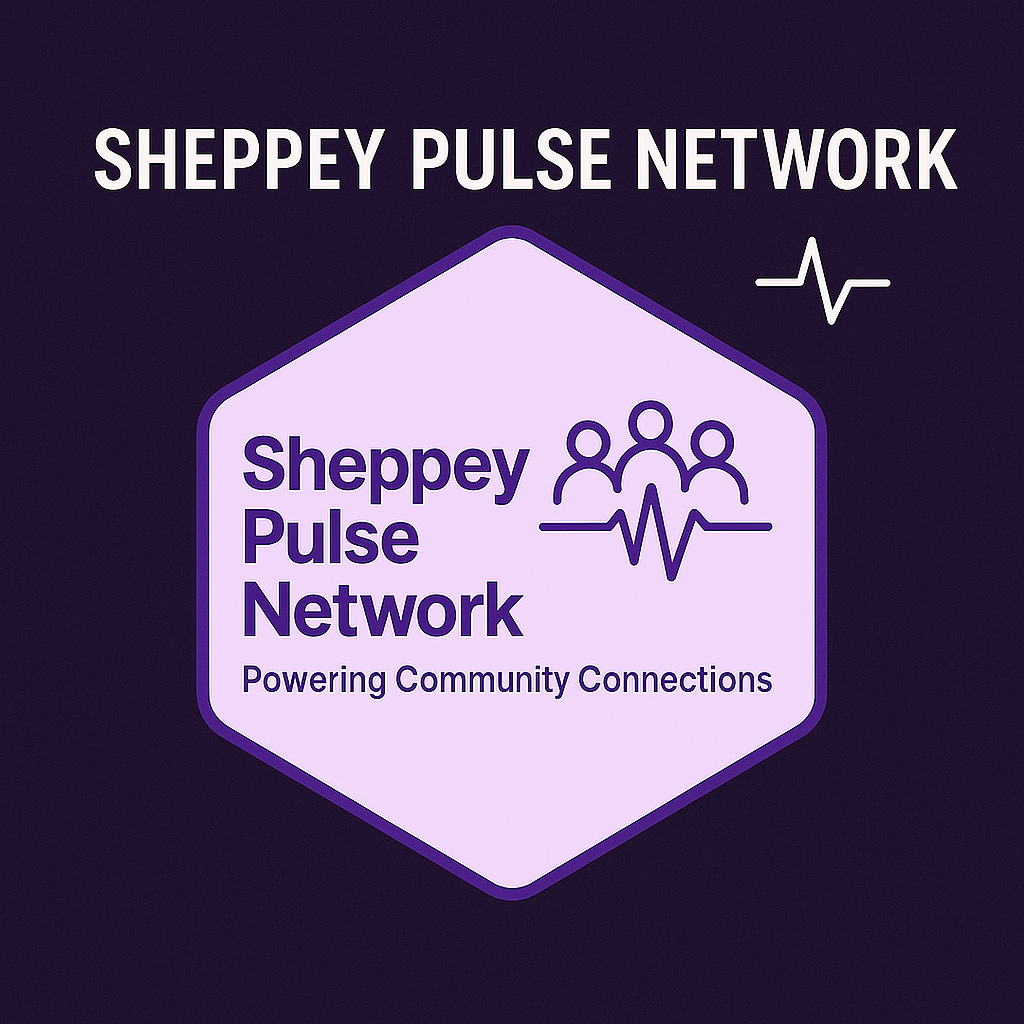 SHEPPEY PULSE NETWORK
Sheppey
Pulse
Network
Powering Community Connections